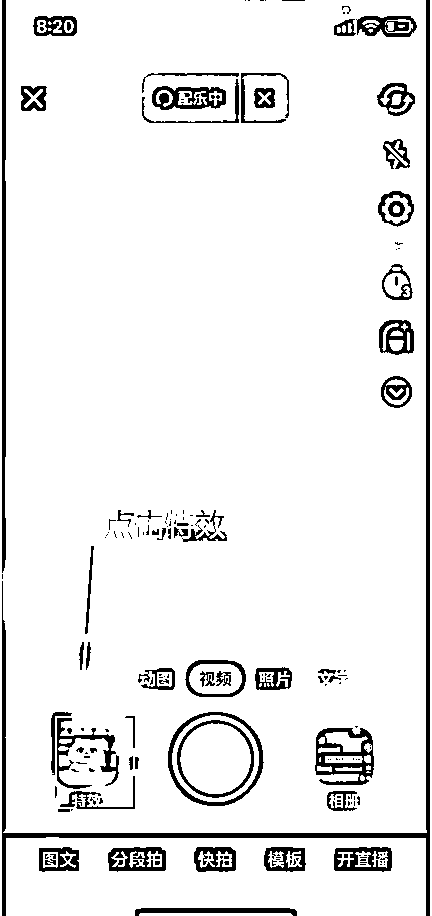 8:20
配乐中
3
点击特效
动图 视频 照片 文字
特效 相册
图文 分段拍 快拍 模板 开直播